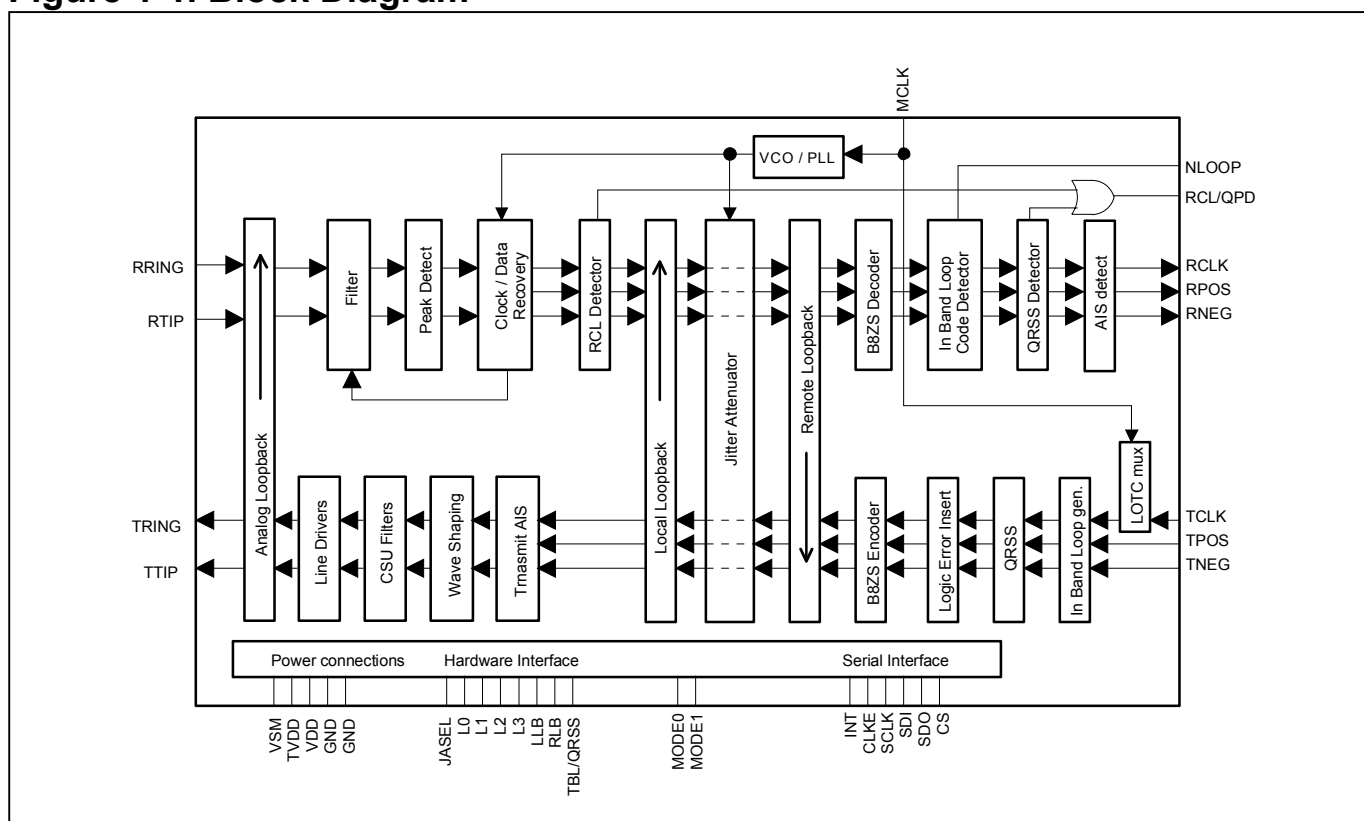 Figure 1-1. Block Diagram
MCLK
VCO / PLL
NLOOP
RCL/QPD
RRING
RTIP
Analog Loopback
Filter
Peak Detect
Clock / Data
Recovery
RCL Detector
Local Loopback
Jitter Attenuator
Remote Loopback
B8ZS Decoder
In Band Loop
Code Detector
QRSS Detector
AIS detect
RCLK
RPOS
RNEG
TRING
TTIP
Line Drivers
CSU Filters
Wave Shaping
Trnasmit AIS
B8ZS Encoder
Logic Error Insert
QRSS
In Band Loop gen.
LOTC mux
TCLK
TPOS
TNEG
Power connections
Hardware Interface
Serial Interface
VSM
TVDD
VDD
GND
GND
JASEL
L0
L1
L2
L3
LLB
RLB
TBL/QRSS
MODE0
MODE1
INT
CLKE
SCLK
SDI
SDO
CS